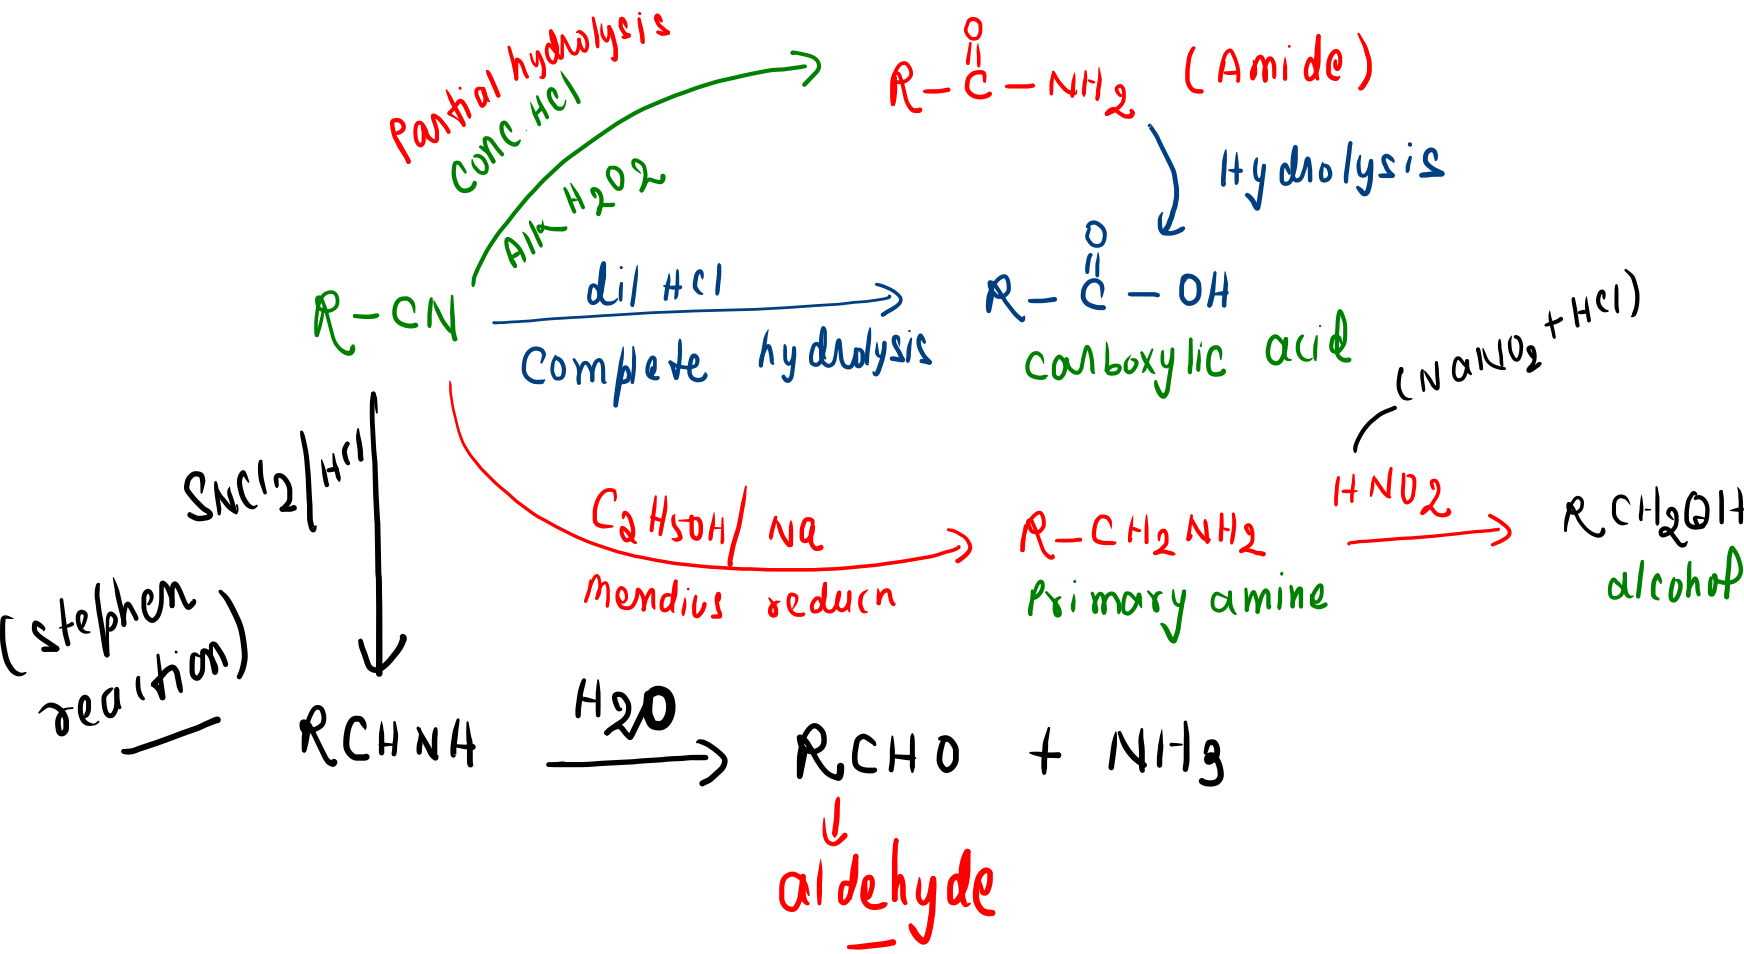 Partial hydrolysis
conc. HCl
Alk H2O2
O
R-C-NH2 (Amide)
Hydrolysis
dil HCl
R-CN
complete hydrolysis
O
R-C-OH
carboxylic acid
(NaNO2+HCl)
SNCl2/HCl
C2H5OH/Na
mendius reducn
R-CH2NH2
Primary amine
HNO2
RCH2OH
alcohol
(stephen
reaction)
RCHNH
H2O
RCHO + NH3
aldehyde